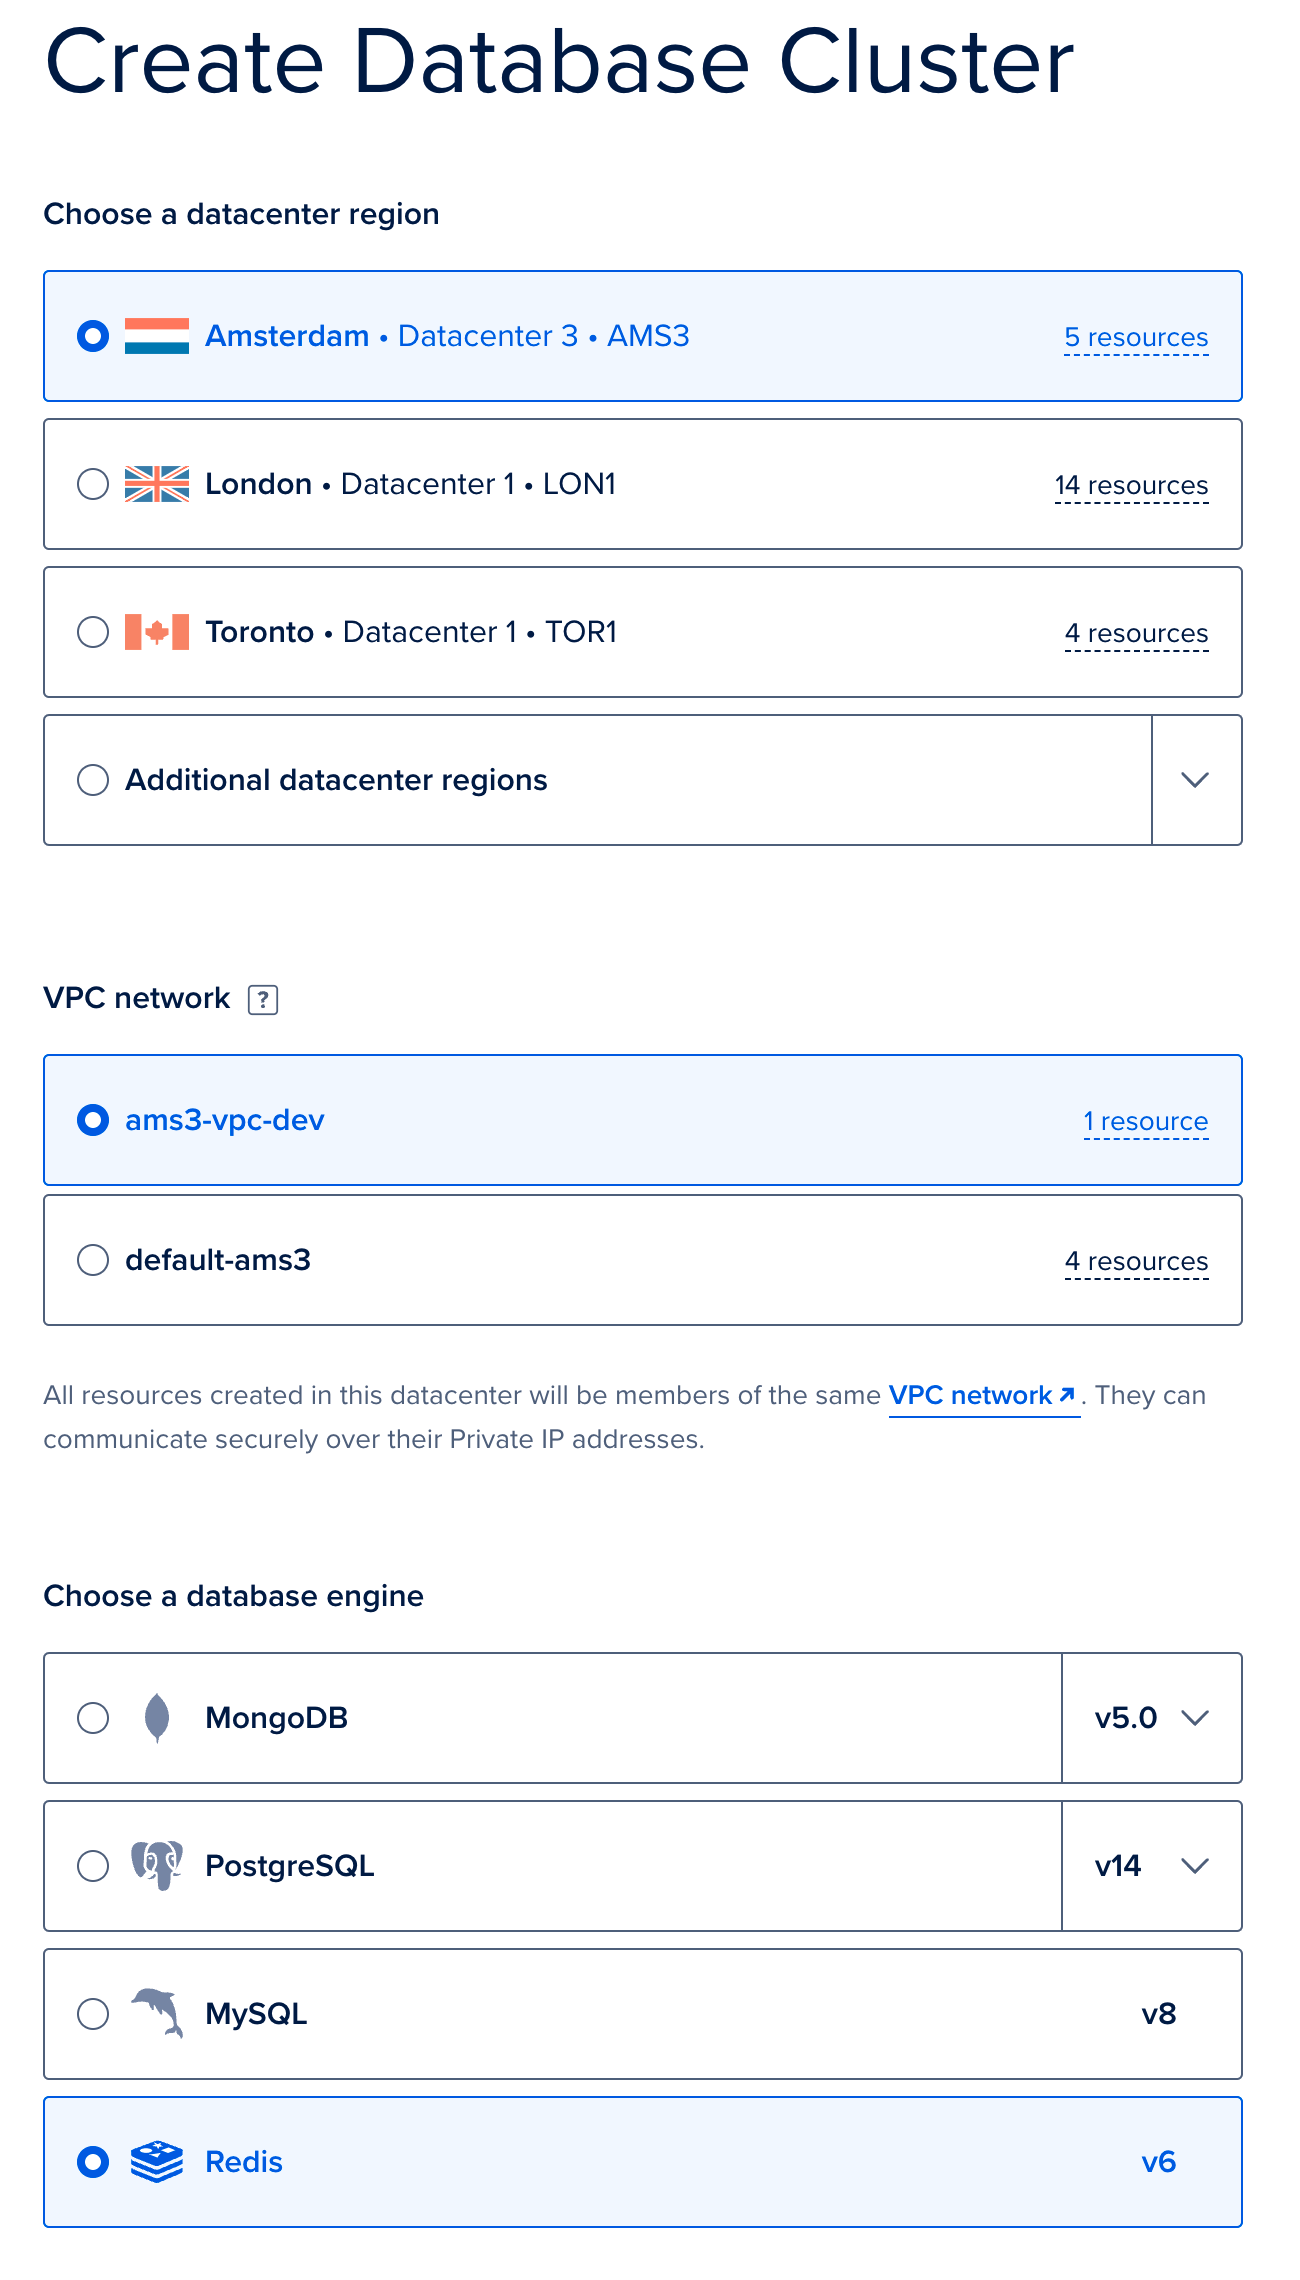 Create Database Cluster
Choose a datacenter region
Amsterdam • Datacenter 3 • AMS3 5 resources
London • Datacenter 1 • LON1 14 resources
Toronto • Datacenter 1 • TOR1 4 resources
Additional datacenter regions
VPC network ?
ams3-vpc-dev 1 resource
default-ams3 4 resources
All resources created in this datacenter will be members of the same VPC network. They can
communicate securely over their Private IP addresses.
Choose a database engine
MongoDB v5.0
PostgreSQL v14
MySQL v8
Redis v6